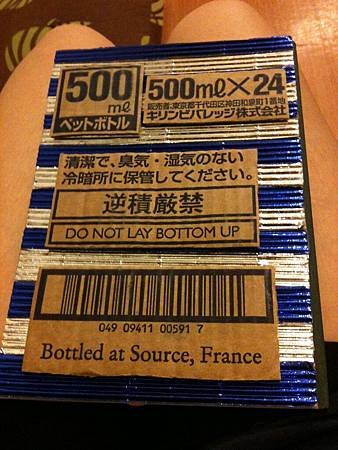 500
ml
ペットボトル
500ml×24
販売者:東京都千代田区神田和泉町1番地
キリンビバレッジ株式会社
清潔で、臭気・湿気のない
冷暗所に保管してください。
逆積厳禁
DO NOT LAY BOTTOM UP
049 09411 00591 7
Bottled at Source, France